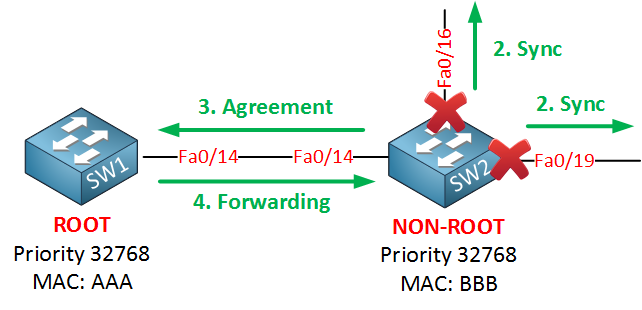 Fa0/16
2. Sync
2. Sync
3. Agreement
SW1
Fa0/14
Fa0/14
SW2
Fa0/19
4. Forwarding
ROOT
NON-ROOT
Priority 32768
Priority 32768
MAC: AAA
MAC: BBB